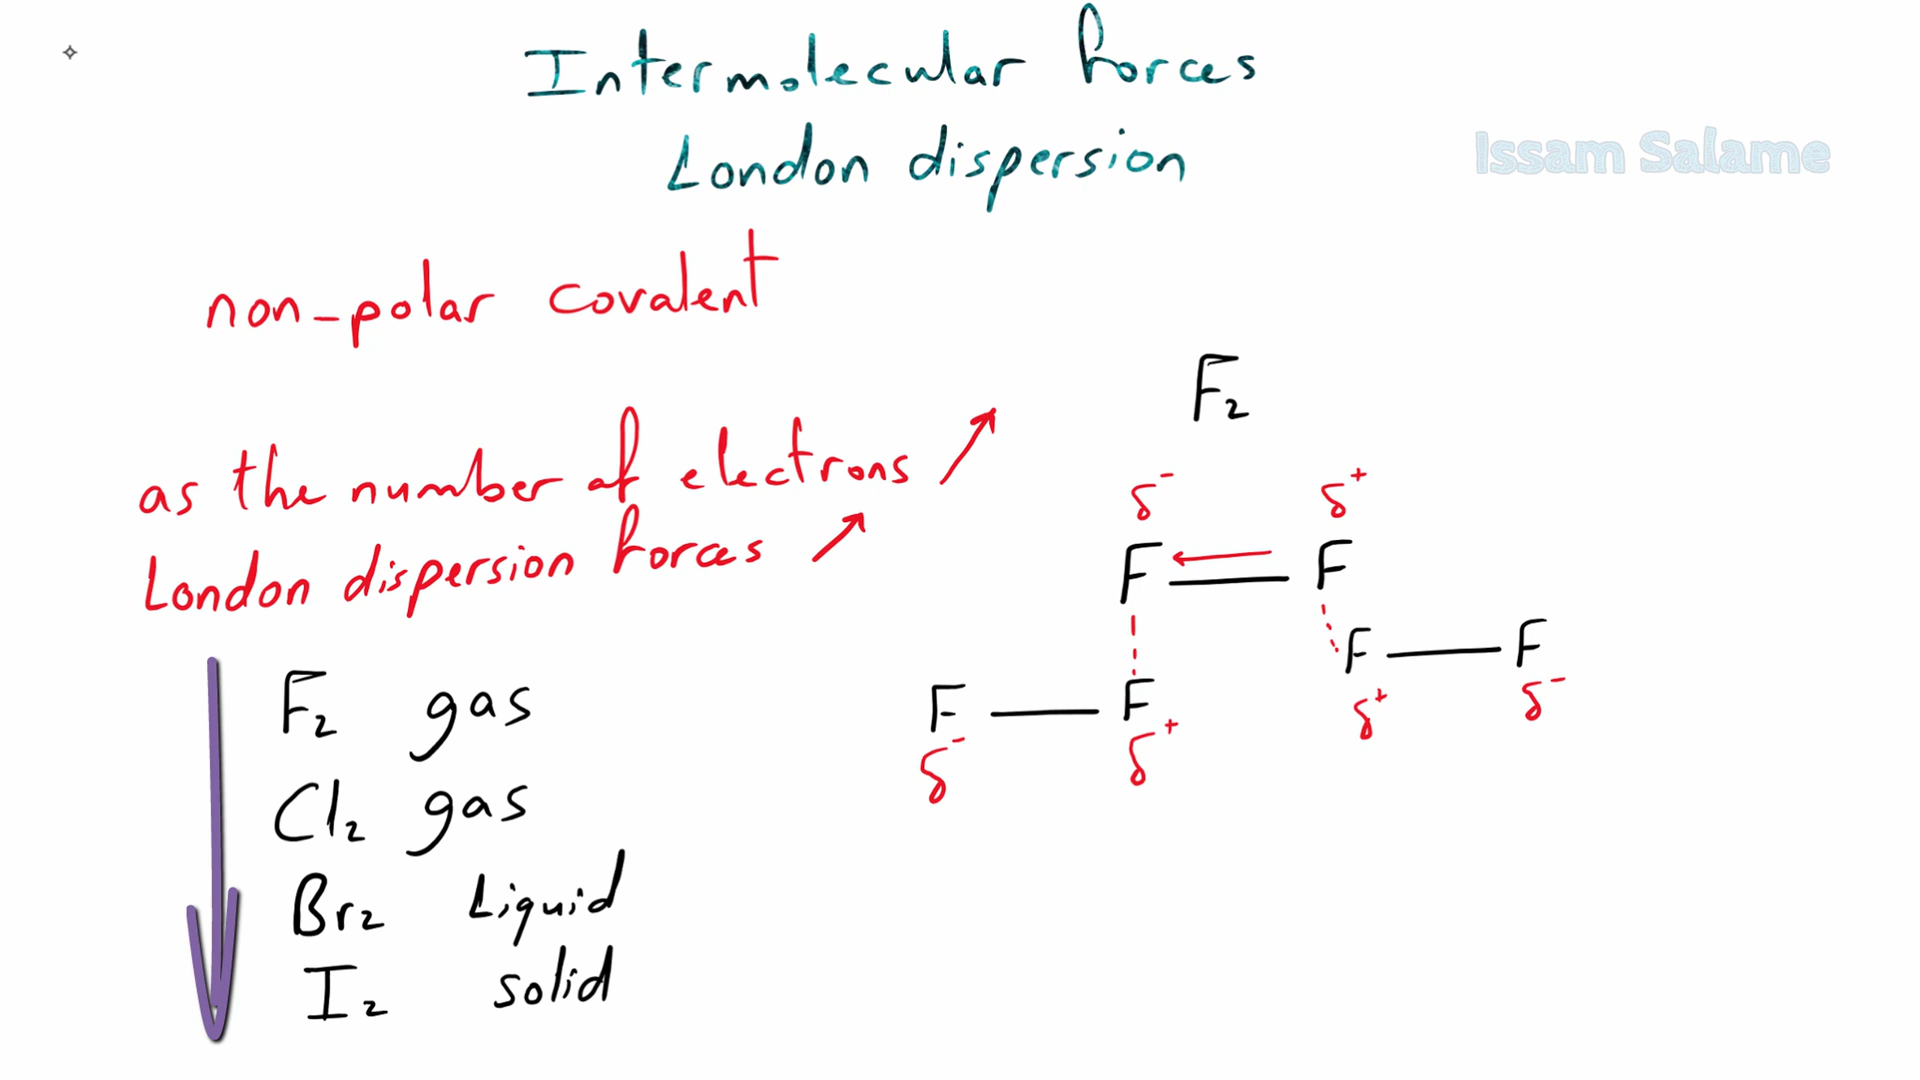 Intermolecular forces
London dispersion
Issam Salame
non-polar covalent
F₂
as the number of electrons ↗
London dispersion forces ↗
δ⁻ δ⁺
F F
F F
δ⁺ δ⁻
F F
δ⁻ δ⁺
F₂ gas
Cl₂ gas
Br₂ Liquid
I₂ solid